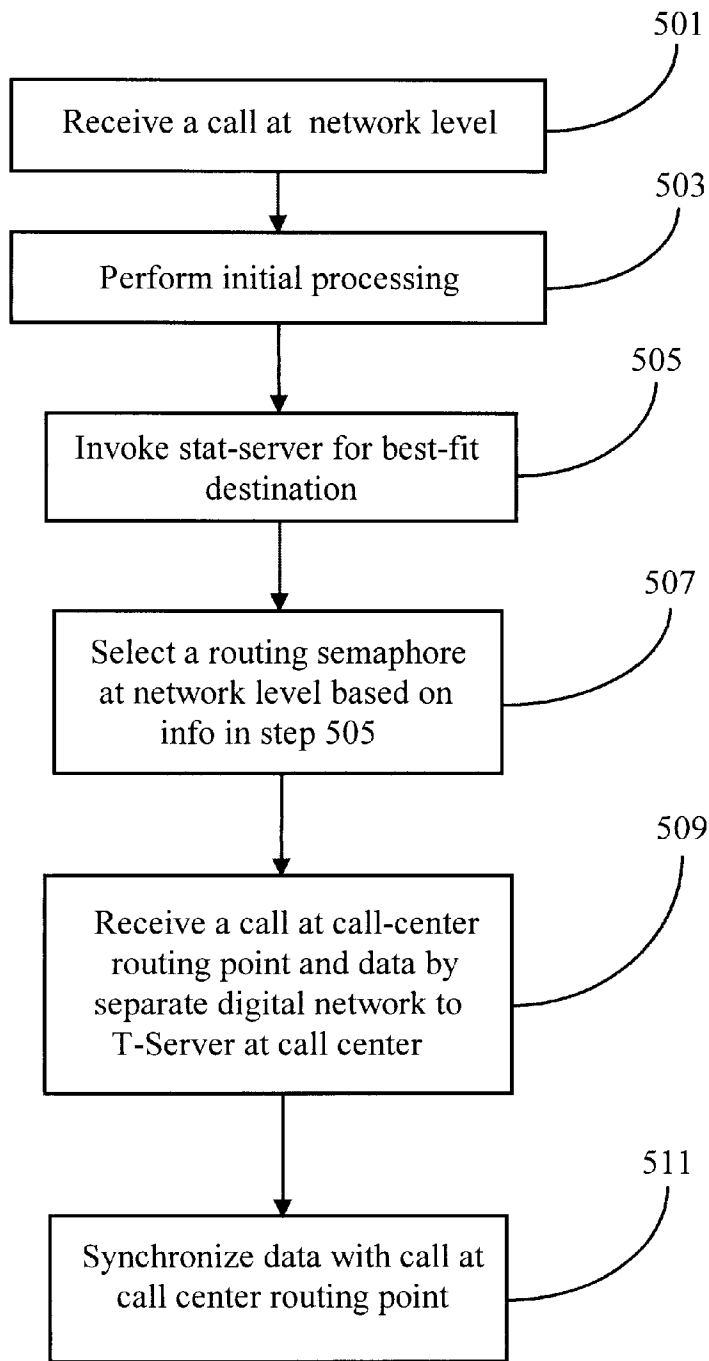 501
Receive a call at network level
503
Perform initial processing
505
Invoke stat-server for best-fit
destination
507
Select a routing semaphore
at network level based on
info in step 505
509
Receive a call at call-center
routing point and data by
separate digital network to
T-Server at call center
511
Synchronize data with call at
call center routing point